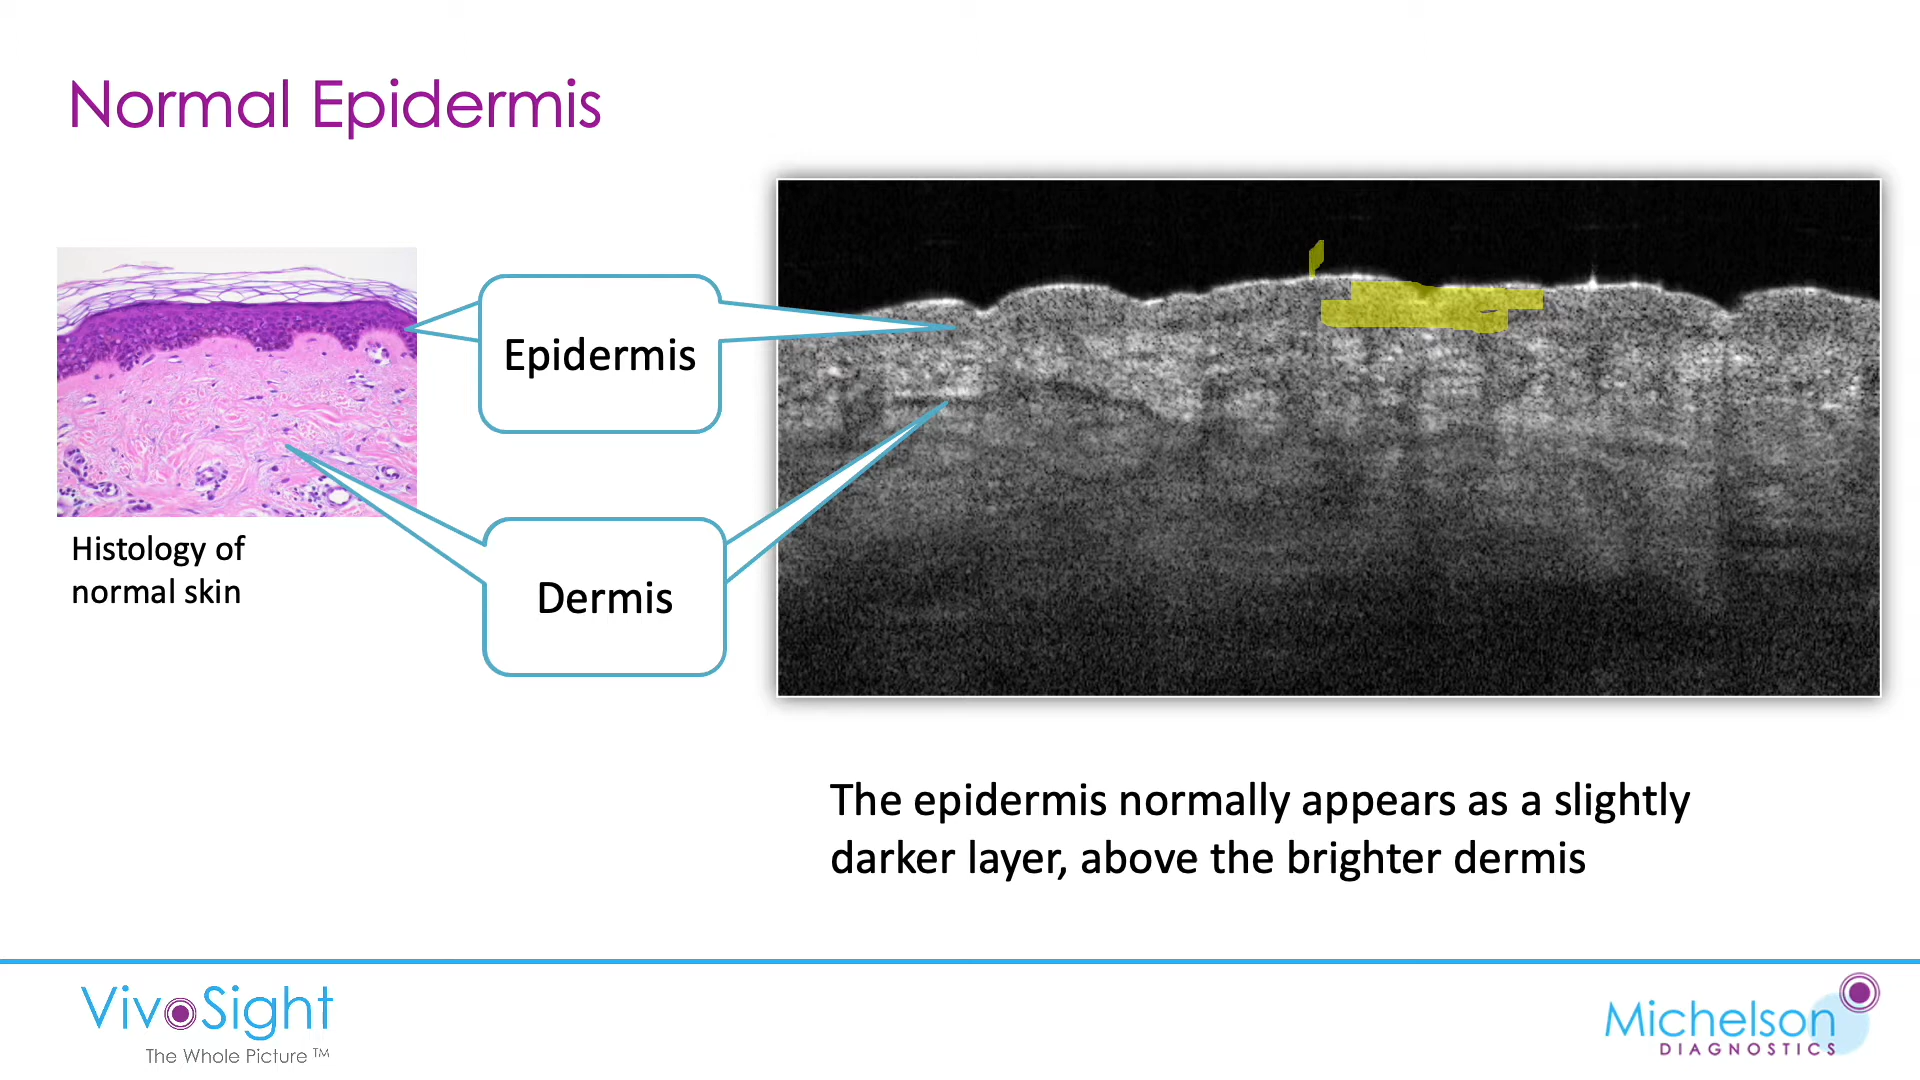 Normal Epidermis
Epidermis
Histology of
normal skin
Dermis
The epidermis normally appears as a slightly
darker layer, above the brighter dermis
VivoSight
The Whole Picture ™
Michelson
DIAGNOSTICS